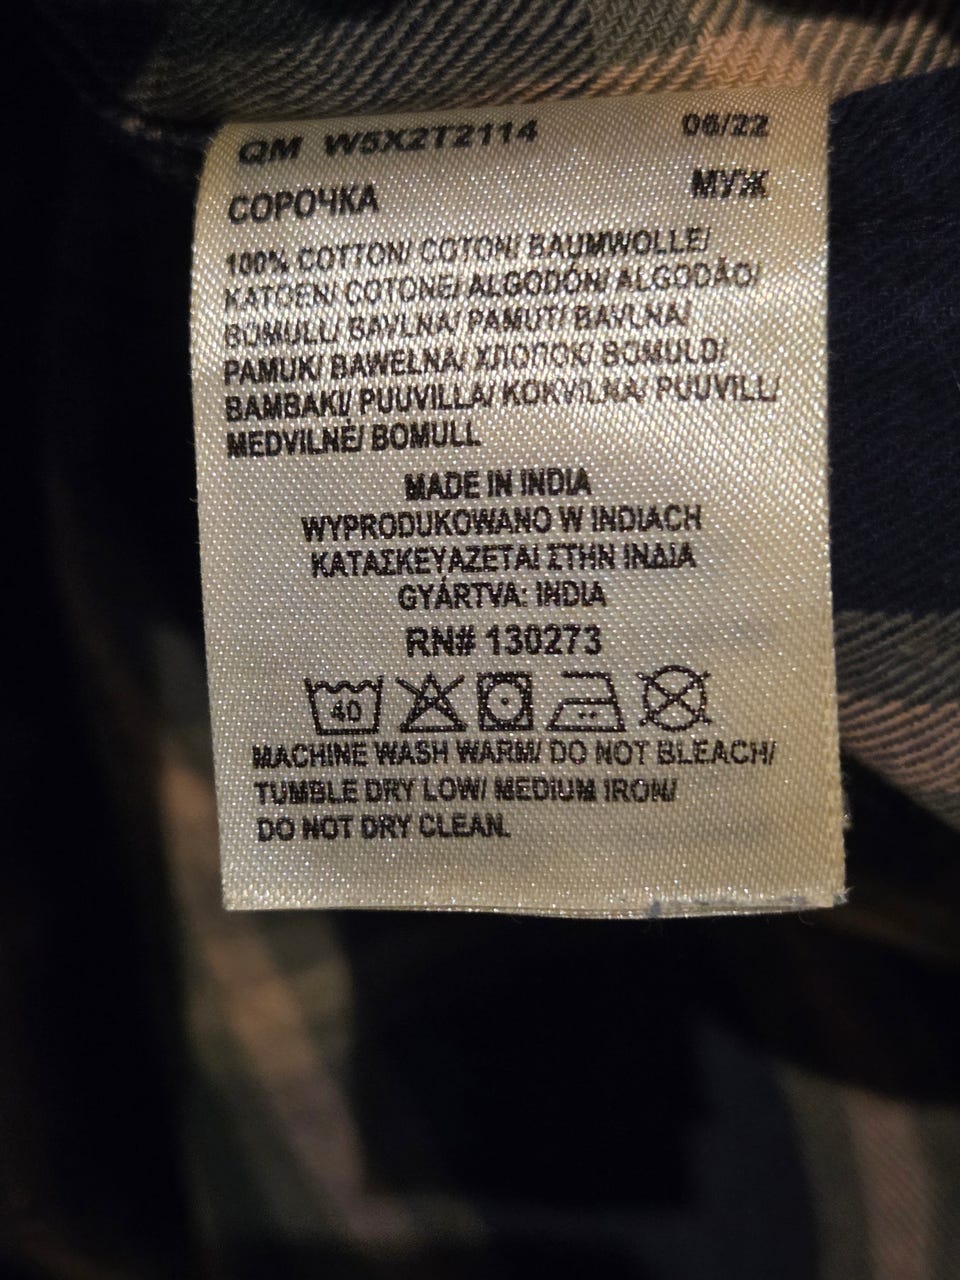 QM W5X2T2114 06/22
СОРОЧКА МУЖ
100% COTTON/ COTON/ BAUMWOLLE/
KATOEN/ COTONE/ ALGODÓN/ ALGODÃO/
BOMULL/ BAVLNA/ PAMUT/ BAVLNA/
PAMUK/ BAWEŁNA/ ХЛОПОК/ BOMULD/
BAMBAKI/ PUUVILLA/ KOKVILNA/ PUUVILL/
MEDVILNĖ/ BOMULL
MADE IN INDIA
WYPRODUKOWANO W INDIACH
ΚΑΤΑΣΚΕΥΑΖΕΤΑΙ ΣΤΗΝ ΙΝΔΙΑ
GYÁRTVA: INDIA
RN# 130273
40
MACHINE WASH WARM/ DO NOT BLEACH/
TUMBLE DRY LOW/ MEDIUM IRON/
DO NOT DRY CLEAN.